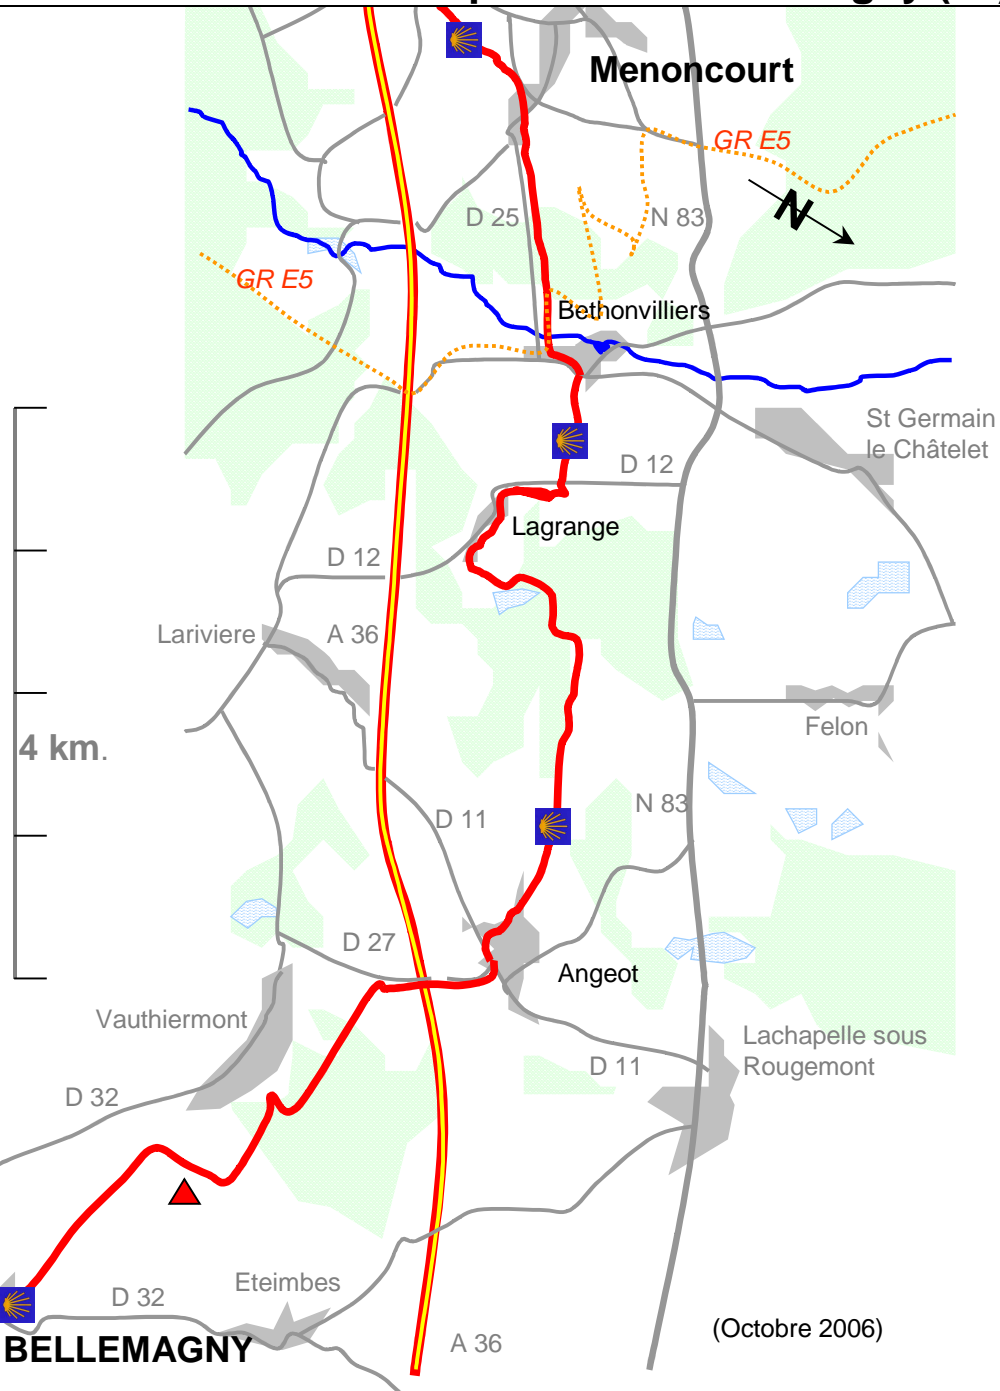 Menoncourt
GR E5
N
D 25
N 83
GR E5
Bethonvilliers
St Germain
le Châtelet
D 12
Lagrange
D 12
Lariviere
A 36
Felon
4 km.
N 83
D 11
D 27
Angeot
Vauthiermont
Lachapelle sous
Rougemont
D 11
D 32
Eteimbes
D 32
(Octobre 2006)
A 36
BELLEMAGNY